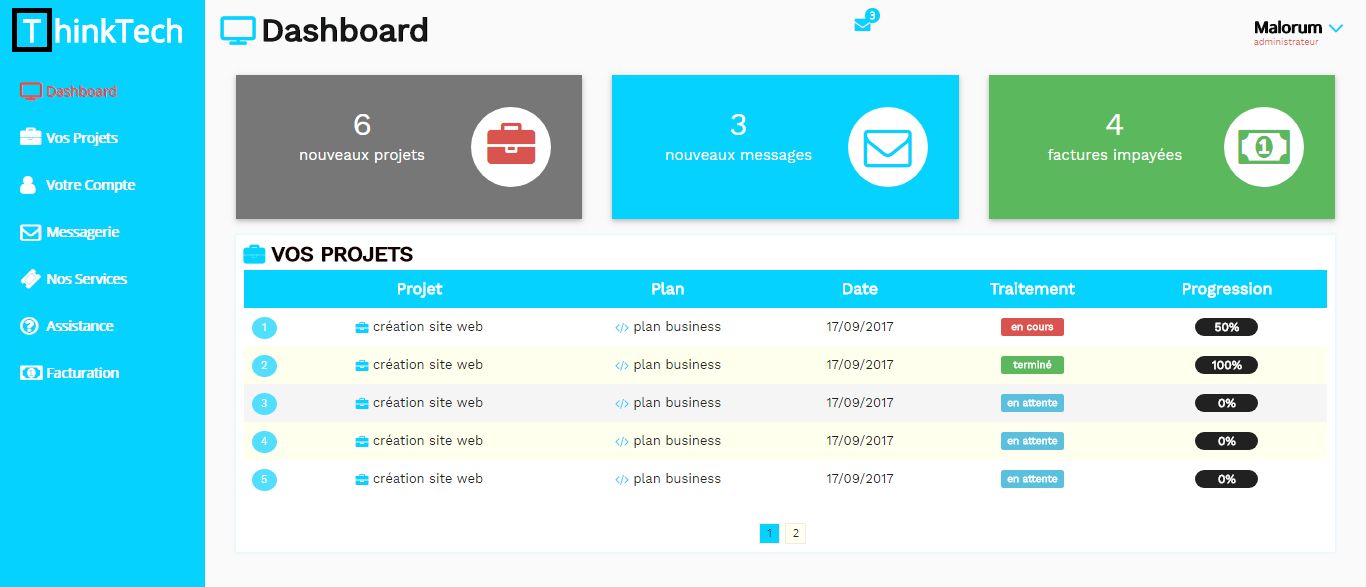 ThinkTech
Dashboard
3
Malorum
administrateur
Dashboard
Vos Projets
Votre Compte
Messagerie
Nos Services
Assistance
1 Facturation
6
nouveaux projets
3
nouveaux messages
4
factures impayées
1
VOS PROJETS
Projet Plan Date Traitement Progression
1 création site web </> plan business 17/09/2017 en cours 50%
2 création site web </> plan business 17/09/2017 terminé 100%
3 création site web </> plan business 17/09/2017 en attente 0%
4 création site web </> plan business 17/09/2017 en attente 0%
5 création site web </> plan business 17/09/2017 en attente 0%
1 2